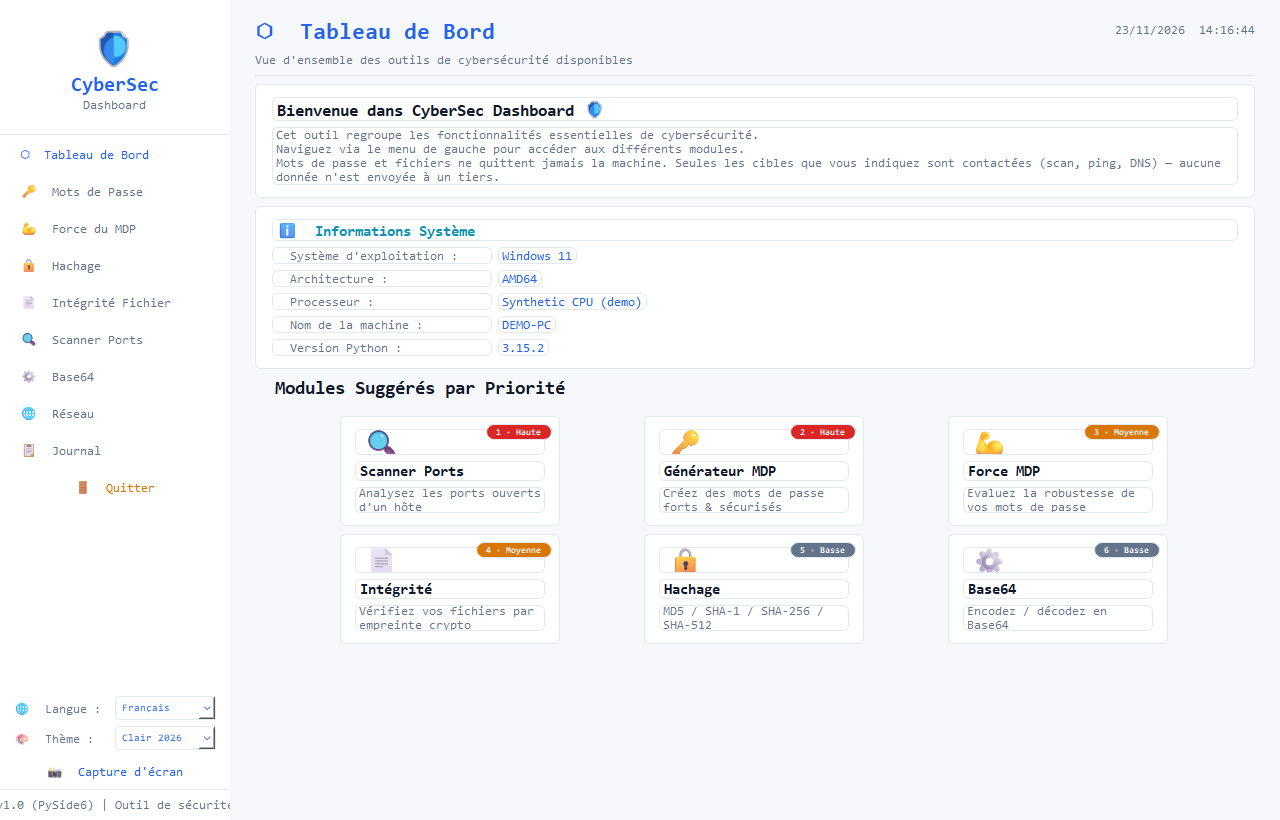 CyberSec
Dashboard
Tableau de Bord
Mots de Passe
Force du MDP
Hachage
Intégrité Fichier
Scanner Ports
Base64
Réseau
Journal
Quitter
Langue : Français
Thème : Clair 2026
Capture d'écran
v1.0 (PySide6) | Outil de sécurité
Tableau de Bord
23/11/2026 14:16:44
Vue d'ensemble des outils de cybersécurité disponibles
Bienvenue dans CyberSec Dashboard
Cet outil regroupe les fonctionnalités essentielles de cybersécurité.
Naviguez via le menu de gauche pour accéder aux différents modules.
Mots de passe et fichiers ne quittent jamais la machine. Seules les cibles que vous indiquez sont contactées (scan, ping, DNS) — aucune
donnée n'est envoyée à un tiers.
Informations Système
Système d'exploitation : Windows 11
Architecture : AMD64
Processeur : Synthetic CPU (demo)
Nom de la machine : DEMO-PC
Version Python : 3.15.2
Modules Suggérés par Priorité
1 · Haute
Scanner Ports
Analysez les ports ouverts
d'un hôte
2 · Haute
Générateur MDP
Créez des mots de passe
forts & sécurisés
3 · Moyenne
Force MDP
Evaluez la robustesse de
vos mots de passe
4 · Moyenne
Intégrité
Vérifiez vos fichiers par
empreinte crypto
5 · Basse
Hachage
MD5 / SHA-1 / SHA-256 /
SHA-512
6 · Basse
Base64
Encodez / décodez en
Base64